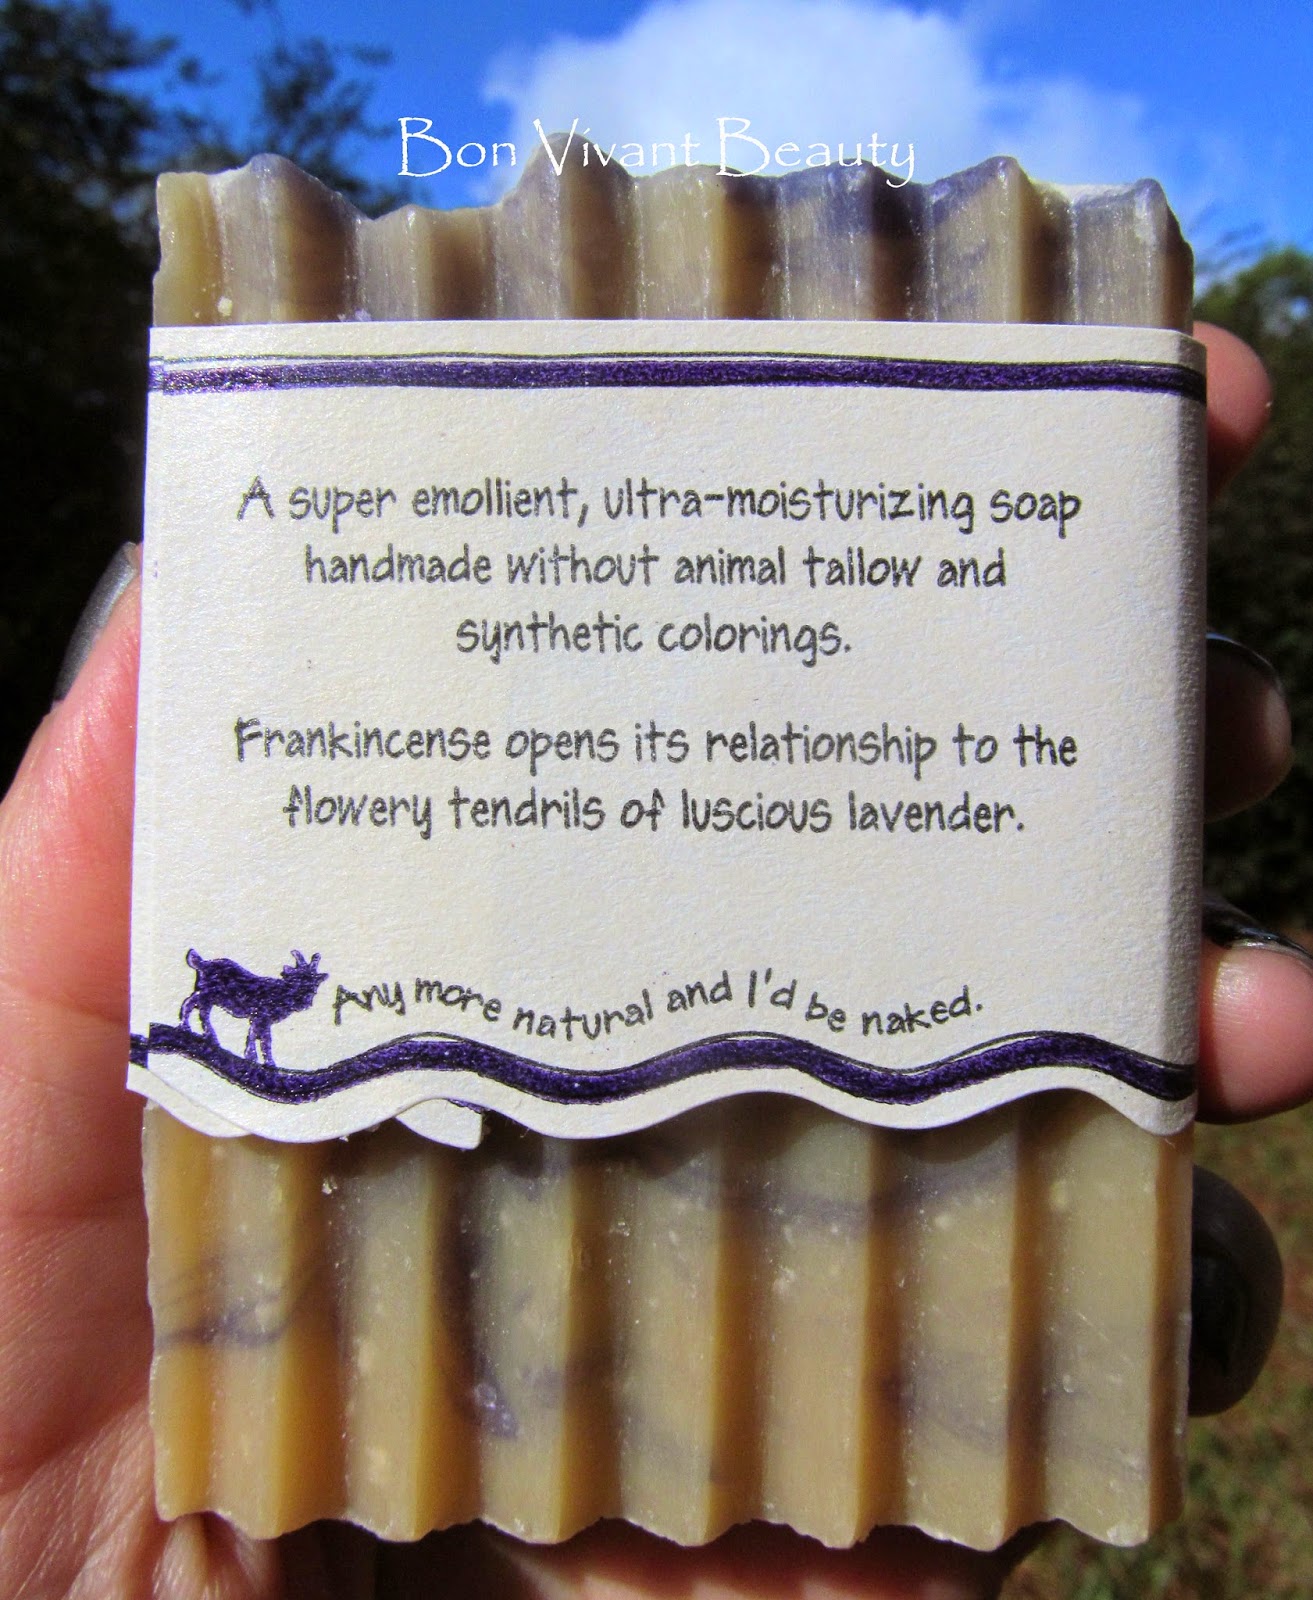 Bon Vivant Beauty
A super emollient, ultra-moisturizing soap
handmade without animal tallow and
synthetic colorings.
Frankincense opens its relationship to the
flowery tendrils of luscious lavender.
Any more natural and I'd be naked.